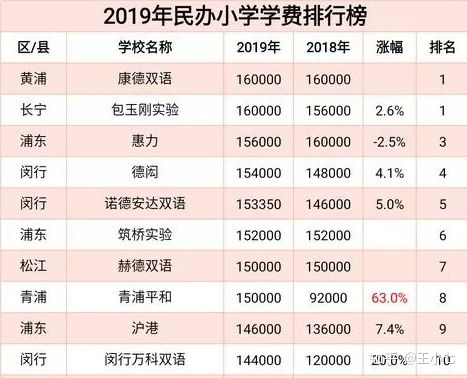 2019年民办小学学费排行榜
区/县 学校名称 2019年 2018年 涨幅 排名
黄浦 康德双语 160000 160000 1
长宁 包玉刚实验 160000 156000 2.6% 1
浦东 惠力 156000 160000 -2.5% 3
闵行 德闳 154000 148000 4.1% 4
闵行 诺德安达双语 153350 146000 5.0% 5
浦东 筑桥实验 152000 152000 6
松江 赫德双语 150000 150000 7
青浦 青浦平和 150000 92000 63.0% 8
浦东 沪港 146000 136000 7.4% 9
闵行 闵行万科双语 144000 120000 20.0% 10
知乎 @王小七